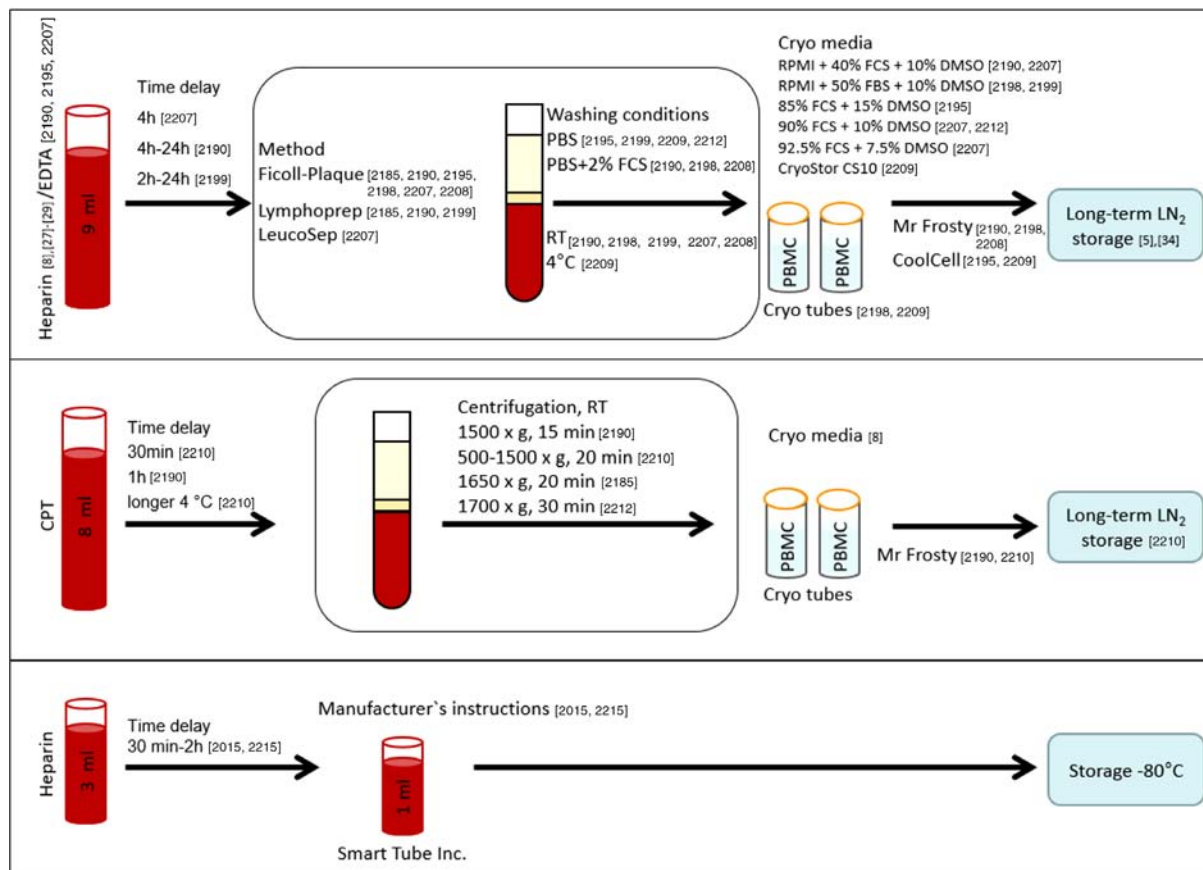 Heparin [8],[27]-[29] /EDTA [2190, 2195, 2207]
9 ml
Time delay
4h [2207]
4h-24h [2190]
2h-24h [2199]
Method
Ficoll-Plaque [2185, 2190, 2195,
2198, 2207, 2208]
Lymphoprep [2185, 2190, 2199]
LeucoSep [2207]
Washing conditions
PBS [2195, 2199, 2209, 2212]
PBS+2% FCS [2190, 2198, 2208]
RT [2190, 2198, 2199, 2207, 2208]
4°C [2209]
Cryo media
RPMI + 40% FCS + 10% DMSO [2190, 2207]
RPMI + 50% FBS + 10% DMSO [2198, 2199]
85% FCS + 15% DMSO [2195]
90% FCS + 10% DMSO [2207, 2212]
92.5% FCS + 7.5% DMSO [2207]
CryoStor CS10 [2209]
PBMC
PBMC
Cryo tubes [2198, 2209]
Mr Frosty [2190, 2198,
2208]
CoolCell [2195, 2209]
Long-term LN2
storage [5],[34]
CPT
8 ml
Time delay
30min [2210]
1h [2190]
longer 4 °C [2210]
Centrifugation, RT
1500 x g, 15 min [2190]
500-1500 x g, 20 min [2210]
1650 x g, 20 min [2185]
1700 x g, 30 min [2212]
Cryo media [8]
PBMC
PBMC
Cryo tubes
Mr Frosty [2190, 2210]
Long-term LN2
storage [2210]
Heparin
3 ml
Time delay
30 min-2h [2015, 2215]
Manufacturer`s instructions [2015, 2215]
1 ml
Smart Tube Inc.
Storage -80°C